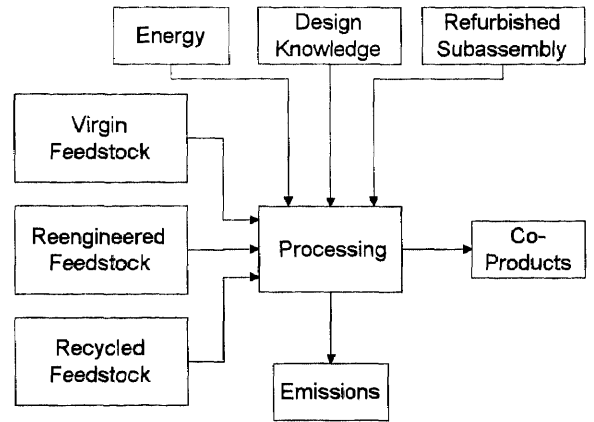 Energy
Design
Knowledge
Refurbished
Subassembly
Virgin
Feedstock
Reengineered
Feedstock
Processing
Co-
Products
Recycled
Feedstock
Emissions